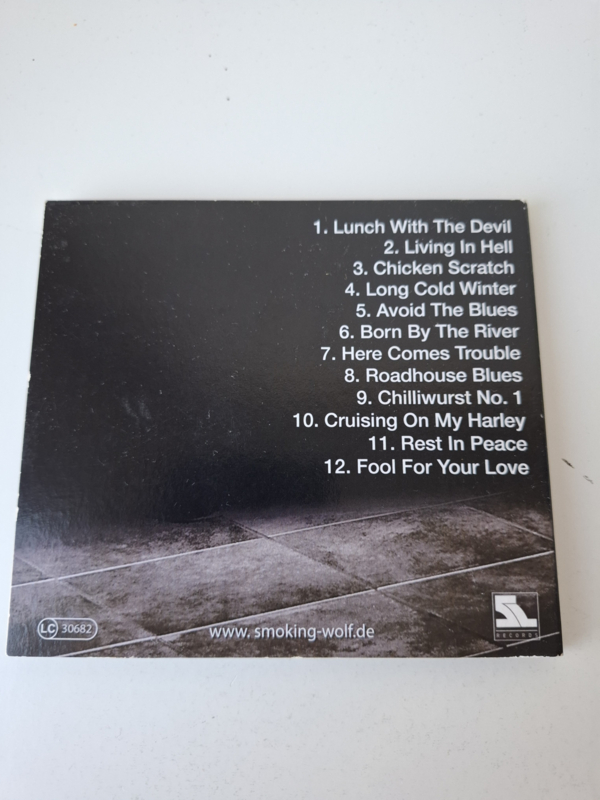 1. Lunch With The Devil
2. Living In Hell
3. Chicken Scratch
4. Long Cold Winter
5. Avoid The Blues
6. Born By The River
7. Here Comes Trouble
8. Roadhouse Blues
9. Chilliwurst No. 1
10. Cruising On My Harley
11. Rest In Peace
12. Fool For Your Love
LC 30682
www. smoking-wolf.de
RECORDS